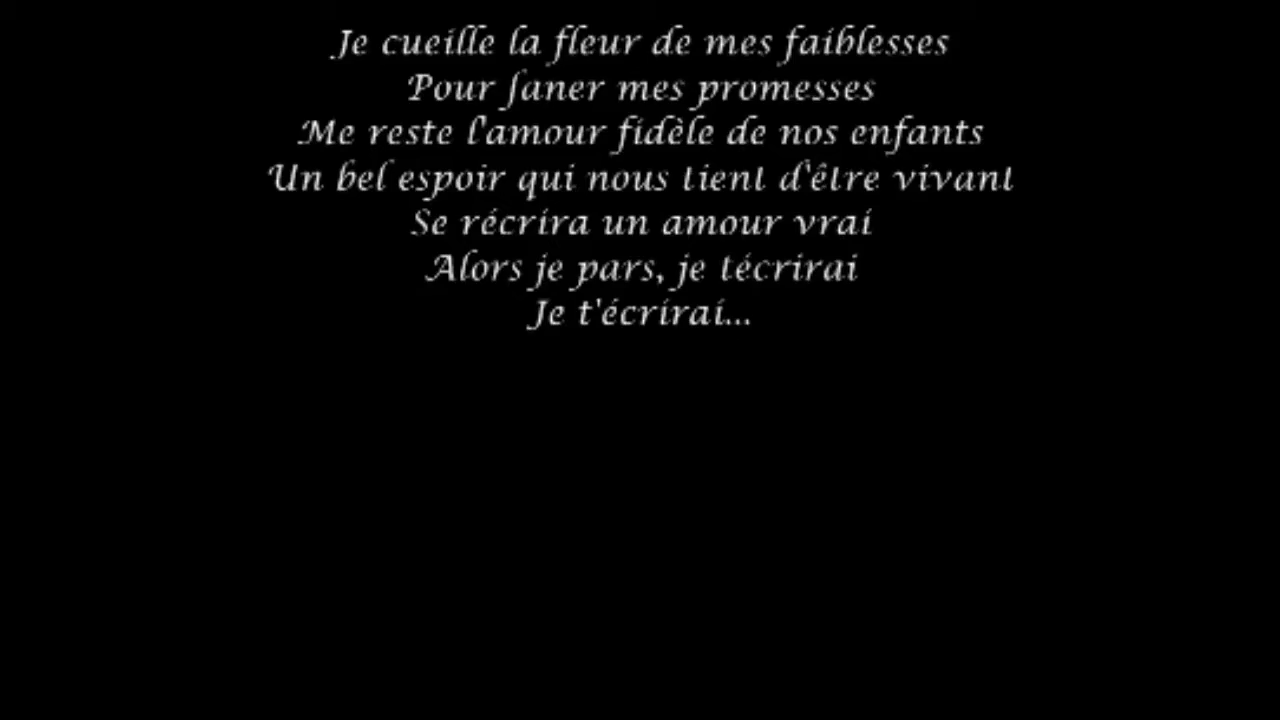 Je cueille la fleur de mes faiblesses
Pour faner mes promesses
Me reste l'amour fidèle de nos enfants
Un bel espoir qui nous tient d'être vivant
Se récrira un amour vrai
Alors je pars, je técrirai
Je t'écrirai...